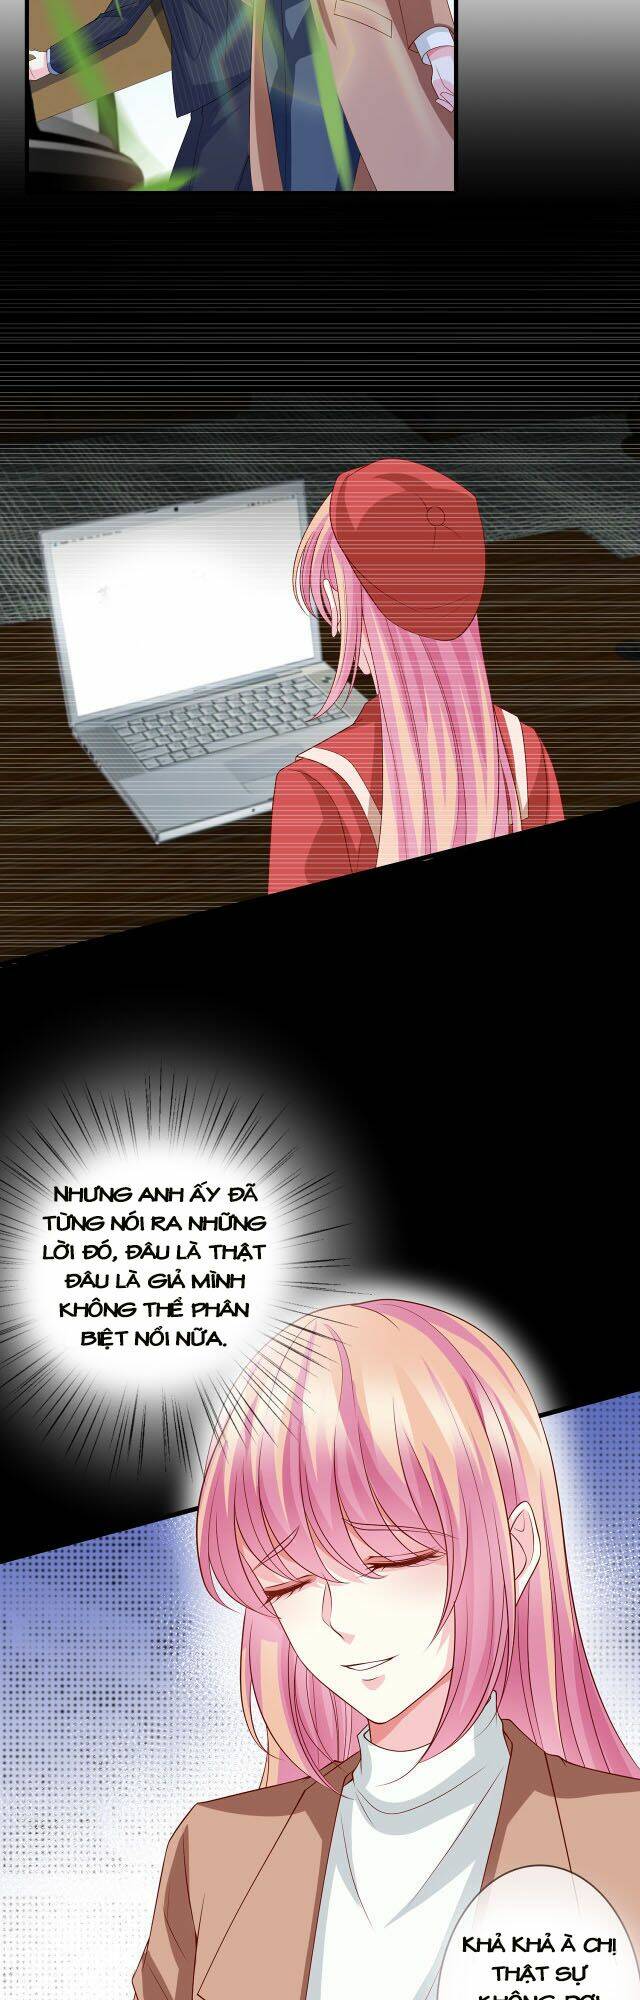 NHƯNG ANH ẤY ĐÃ
TỪNG NÓI RA NHỮNG
LỜI ĐÓ, ĐÂU LÀ THẬT
ĐÂU LÀ GIẢ MÌNH
KHÔNG THỂ PHÂN
BIỆT NỔI NỮA.
KHẢ KHẢ À CHỊ
THẬT SỰ
KHÔNG